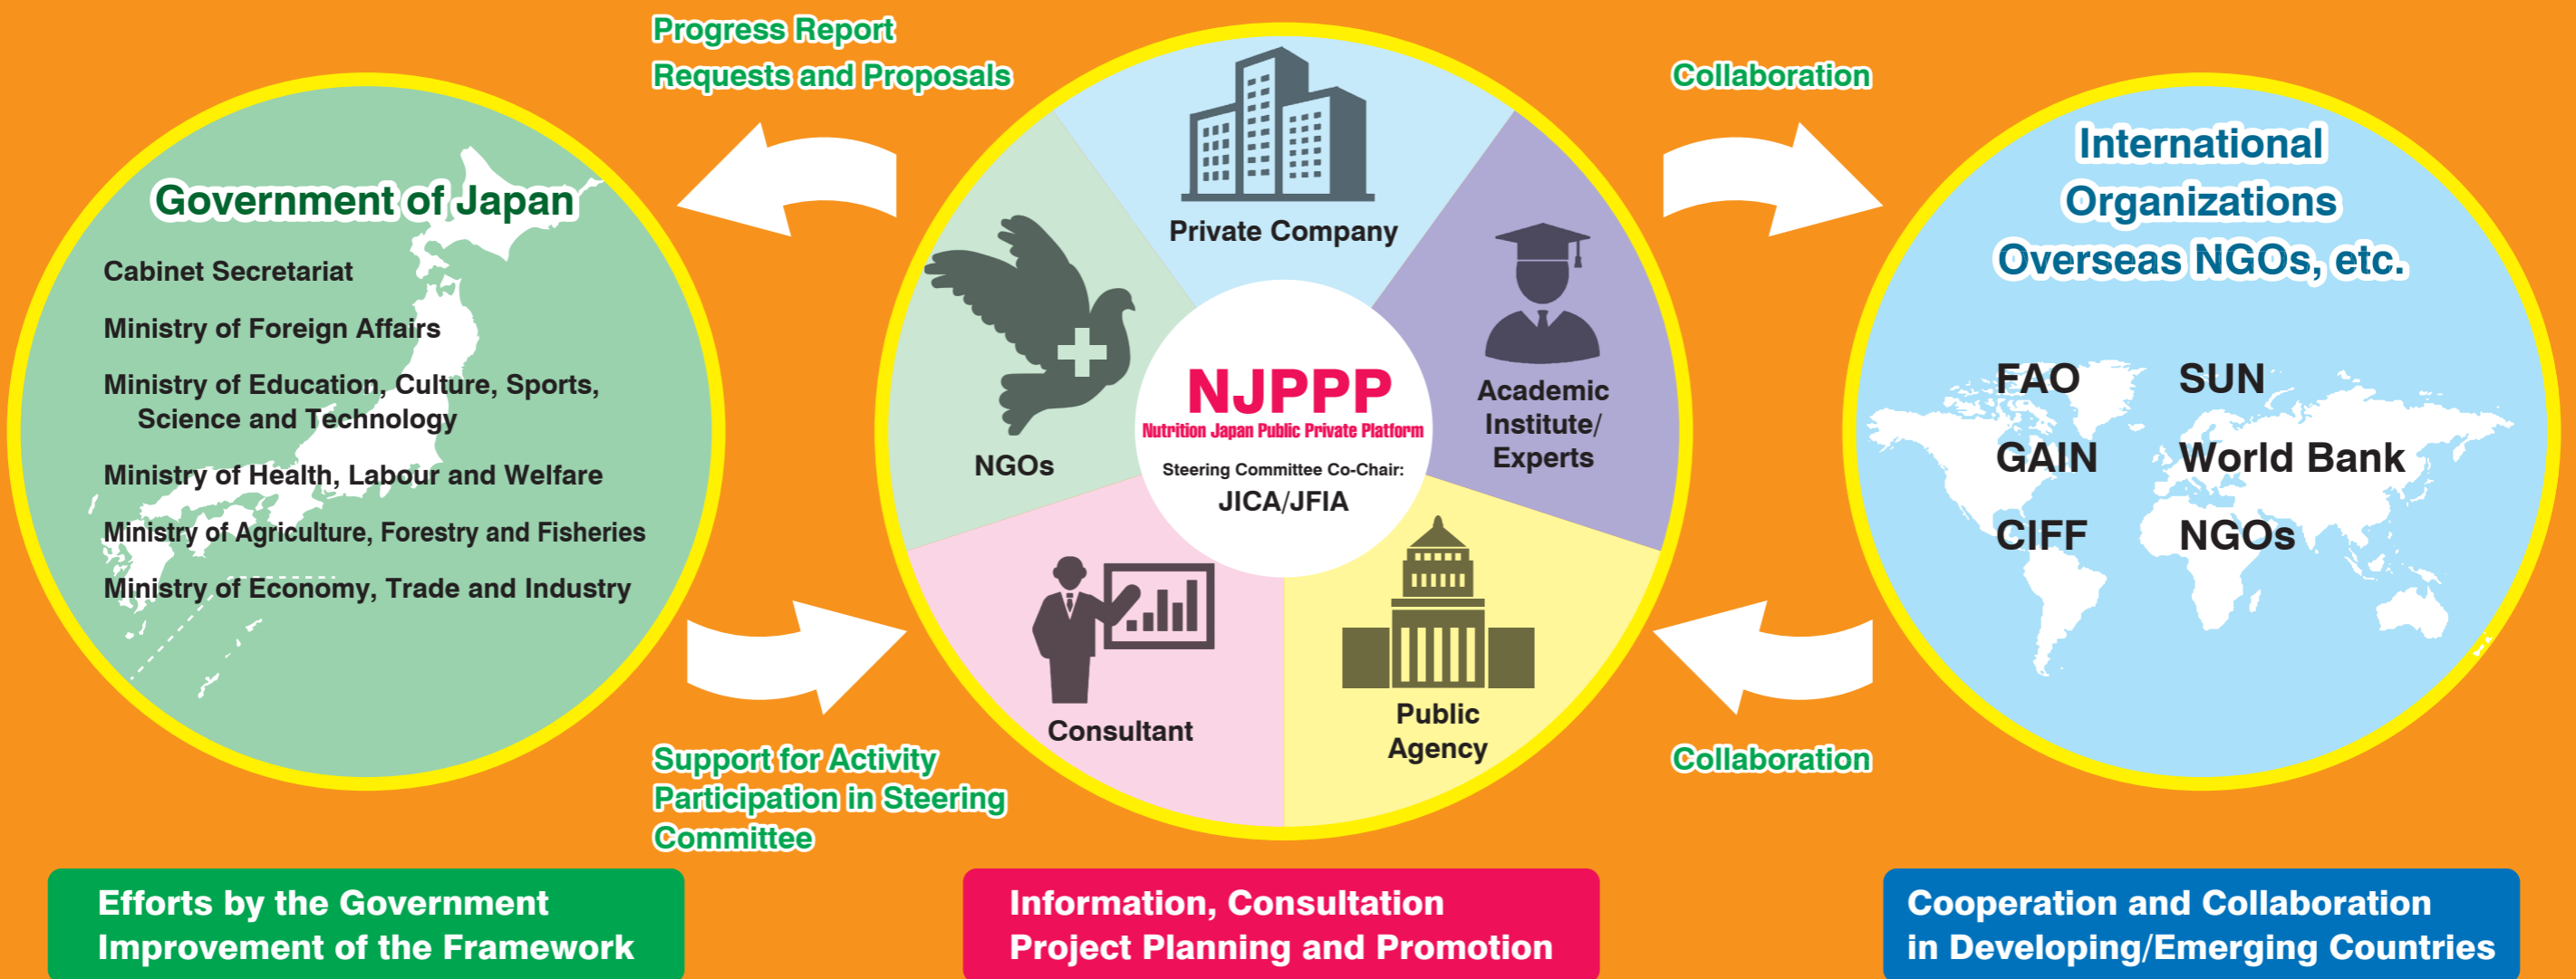 Progress Report
Requests and Proposals
Collaboration
Government of Japan
Cabinet Secretariat
Ministry of Foreign Affairs
Ministry of Education, Culture, Sports,
Science and Technology
Ministry of Health, Labour and Welfare
Ministry of Agriculture, Forestry and Fisheries
Ministry of Economy, Trade and Industry
Private Company
NGOs
Academic
Institute/
Experts
NJPPP
Nutrition Japan Public Private Platform
Steering Committee Co-Chair:
JICA/JFIA
Consultant
Public
Agency
International
Organizations
Overseas NGOs, etc.
FAO
SUN
GAIN
World Bank
CIFF
NGOs
Support for Activity
Participation in Steering
Committee
Collaboration
Efforts by the Government
Improvement of the Framework
Information, Consultation
Project Planning and Promotion
Cooperation and Collaboration
in Developing/Emerging Countries